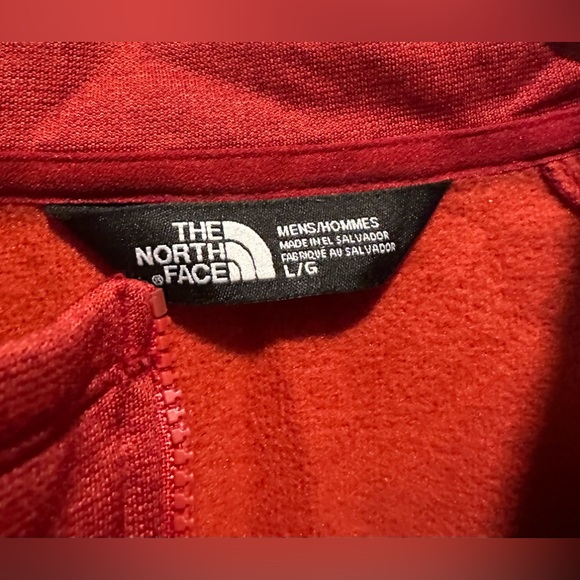 THE
NORTH
®FACE
MENS/HOMMES
MADE IN EL SALVADOR
FABRIQUÉ AU SALVADOR
L/G